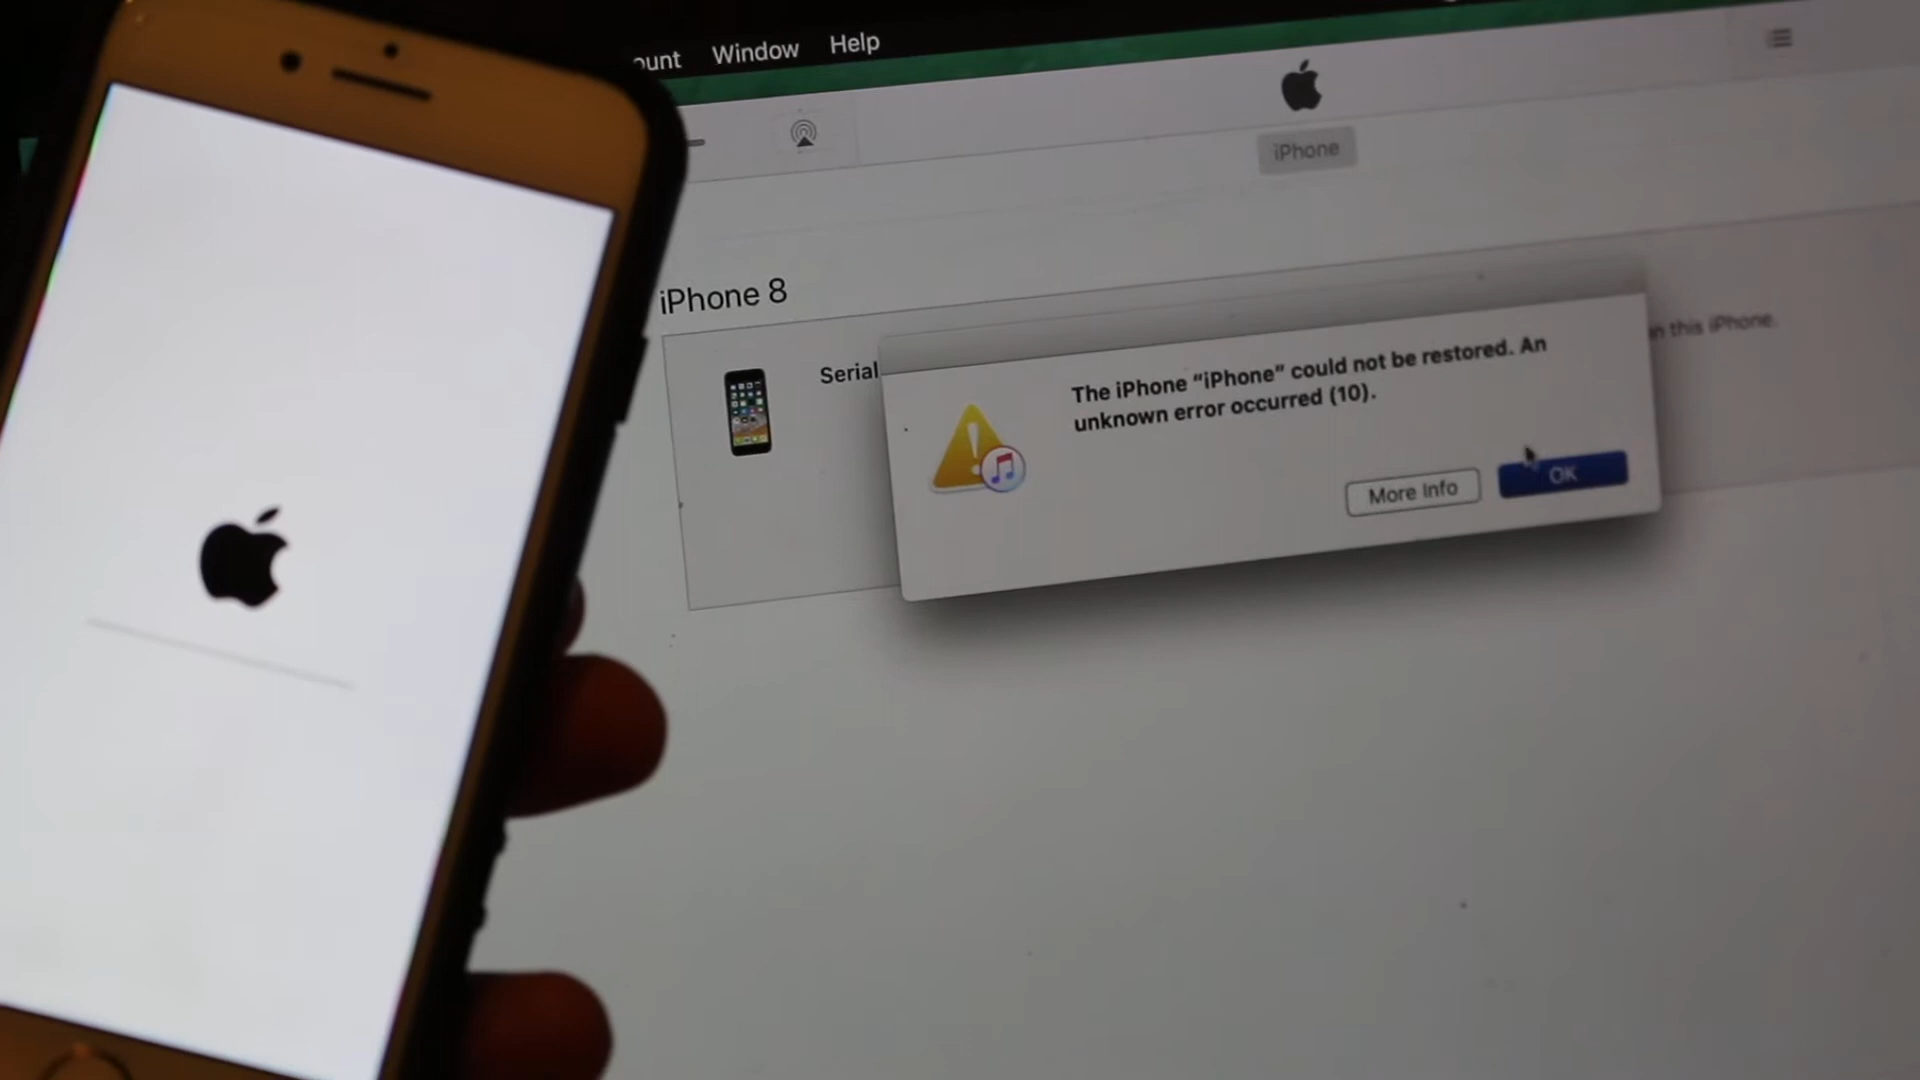 ount Window Help
iPhone
iPhone 8
Serial
n this iPhone.
The iPhone “iPhone” could not be restored. An
unknown error occurred (10).
More Info
OK